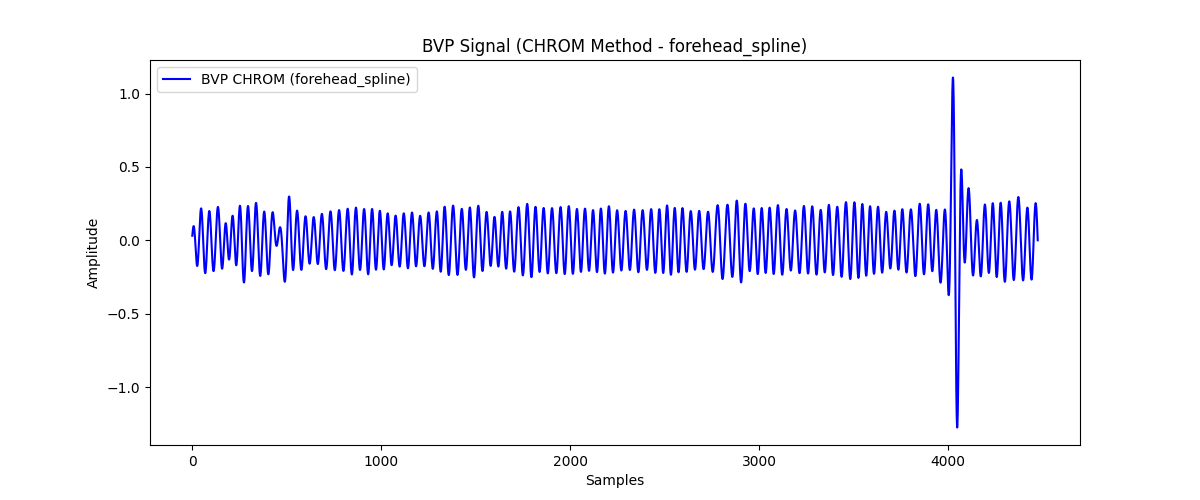 BVP Signal (CHROM Method - forehead_spline)
BVP CHROM (forehead_spline)
1.0
0.5
0.0
−0.5
−1.0
Amplitude
0 1000 2000 3000 4000
Samples